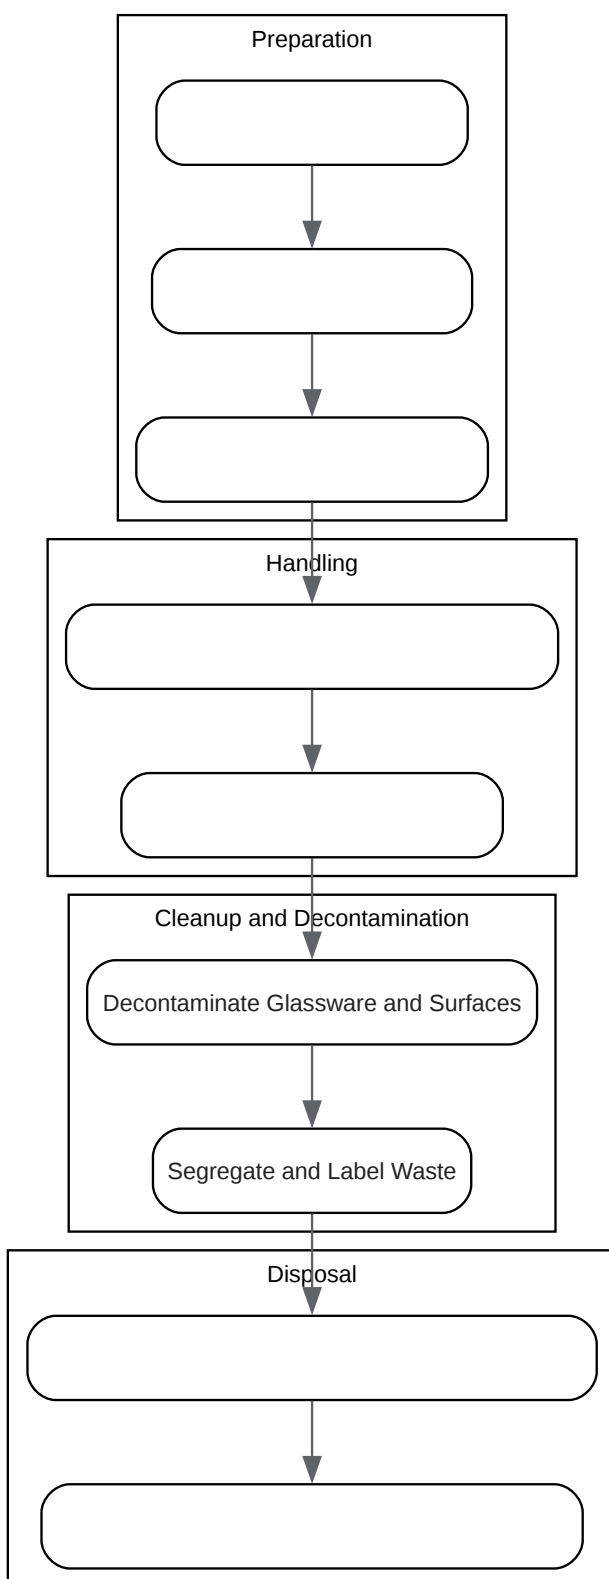 Preparation
Handling
Cleanup and Decontamination
Decontaminate Glassware and Surfaces
Segregate and Label Waste
Disposal